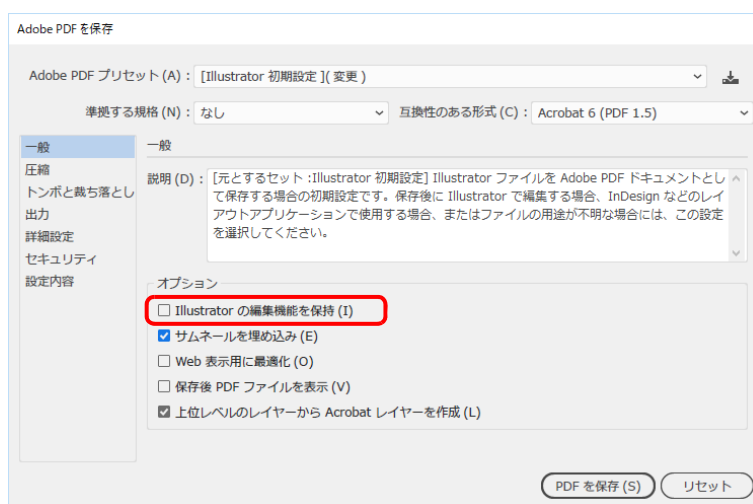 Adobe PDF を保存
Adobe PDF プリセット (A) : [Illustrator 初期設定 ]( 変更 )
準拠する規格 (N) : なし 互換性のある形式 (C) : Acrobat 6 (PDF 1.5)
一般
圧縮
トンボと裁ち落とし
出力
詳細設定
セキュリティ
設定内容
一般
説明 (D) : [元とするセット :Illustrator 初期設定] Illustrator ファイルを Adobe PDF ドキュメントとし
て保存する場合の初期設定です。保存後に Illustrator で編集する場合、InDesign などのレイ
アウトアプリケーションで使用する場合、またはファイルの用途が不明な場合には、この設定
を選択してください。
オプション
Illustrator の編集機能を保持 (I)
サムネールを埋め込み (E)
Web 表示用に最適化 (O)
保存後 PDF ファイルを表示 (V)
上位レベルのレイヤーから Acrobat レイヤーを作成 (L)
PDF を保存 (S) リセット